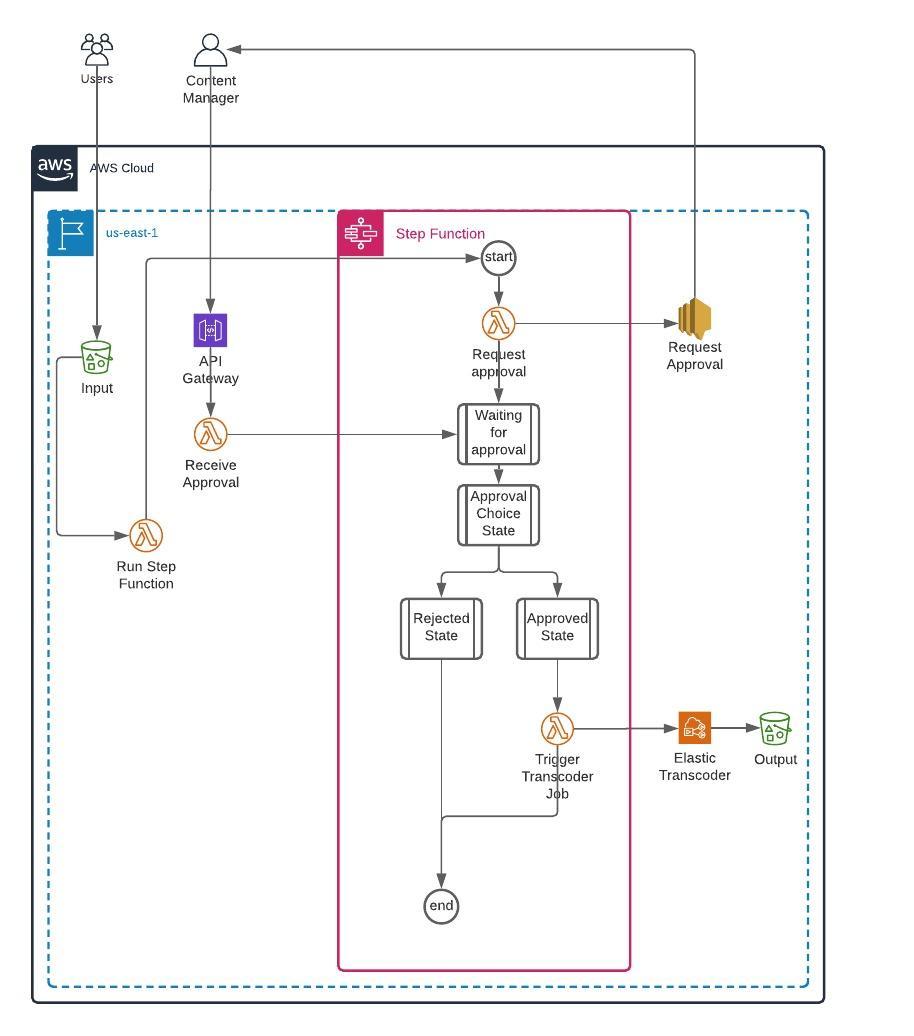 Users
Content
Manager
aws
AWS Cloud
us-east-1
Step Function
start
Request
approval
Request
Approval
API
Gateway
Input
Waiting
for
approval
Receive
Approval
Approval
Choice
State
Run Step
Function
Rejected
State
Approved
State
Trigger
Transcoder
Job
Elastic
Transcoder
Output
end